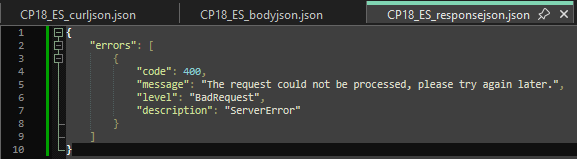 CP18_ES_curljson.json CP18_ES_bodyjson.json CP18_ES_responsejson.json
1 {
2 "errors": [
3 {
4 "code": 400,
5 "message": "The request could not be processed, please try again later.",
6 "level": "BadRequest",
7 "description": "ServerError"
8 }
9 ]
10 }